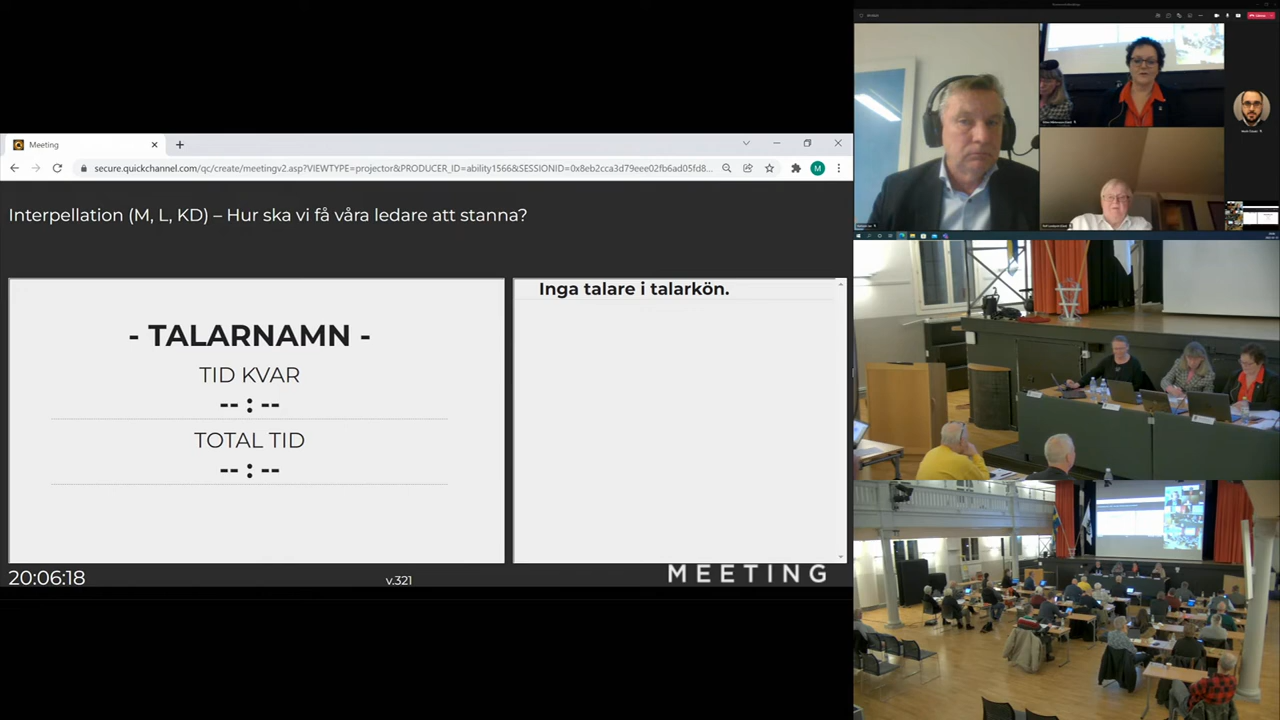 Meeting
secure.quickchannel.com/qc/create/meetingv2.asp?VIEWTYPE=projector&PRODUCER_ID=ability1566&SESSIONID=0x8eb2cca3d79eee02fb6ad05fd8...
M
Interpellation (M, L, KD) – Hur ska vi få våra ledare att stanna?
- TALARNAMN -
TID KVAR
-- : --
TOTAL TID
-- : --
Inga talare i talarkön.
20:06:18
v.321
MEETING